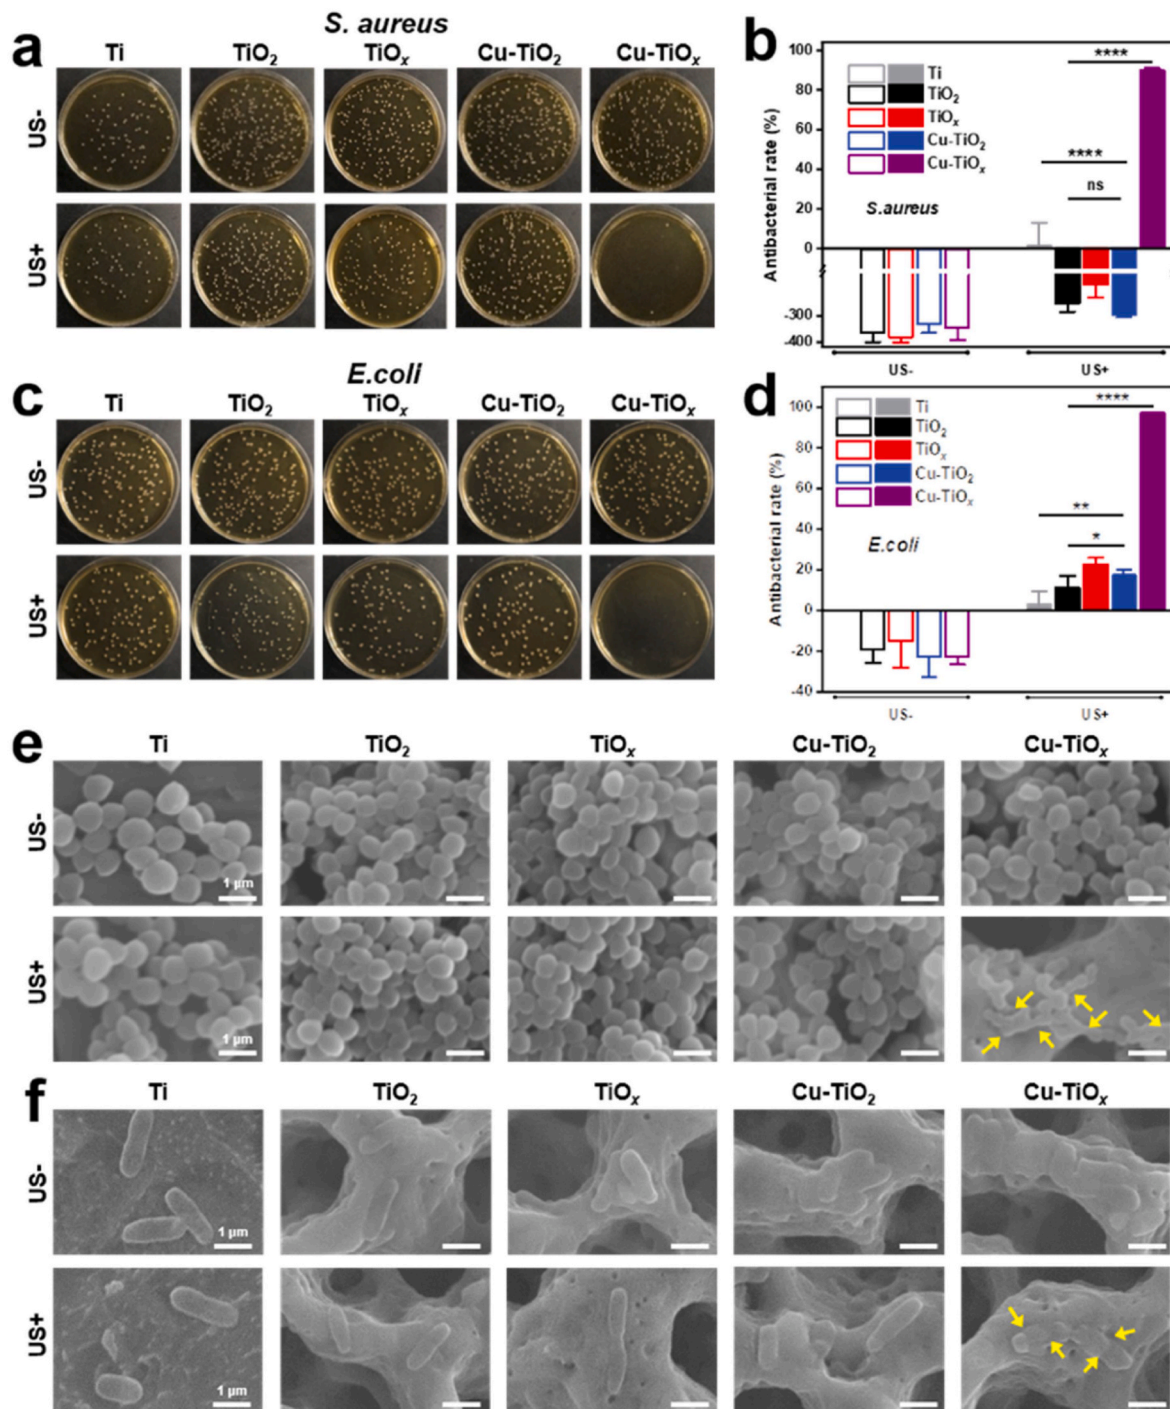 a
S. aureus
Ti TiO₂ TiOₓ Cu-TiO₂ Cu-TiOₓ
US-
US+
b
Antibacterial rate (%)
100
80
60
40
20
0
-300
-400
Ti
TiO₂
TiOₓ
Cu-TiO₂
Cu-TiOₓ
S.aureus
****
****
ns
US- US+
c
E.coli
Ti TiO₂ TiOₓ Cu-TiO₂ Cu-TiOₓ
US-
US+
d
Antibacterial rate (%)
100
80
60
40
20
0
-20
-40
Ti
TiO₂
TiOₓ
Cu-TiO₂
Cu-TiOₓ
E.coli
****
**
*
US- US+
e
Ti TiO₂ TiOₓ Cu-TiO₂ Cu-TiOₓ
US-
1 µm
US+
1 µm
f
Ti TiO₂ TiOₓ Cu-TiO₂ Cu-TiOₓ
US-
1 µm
US+
1 µm